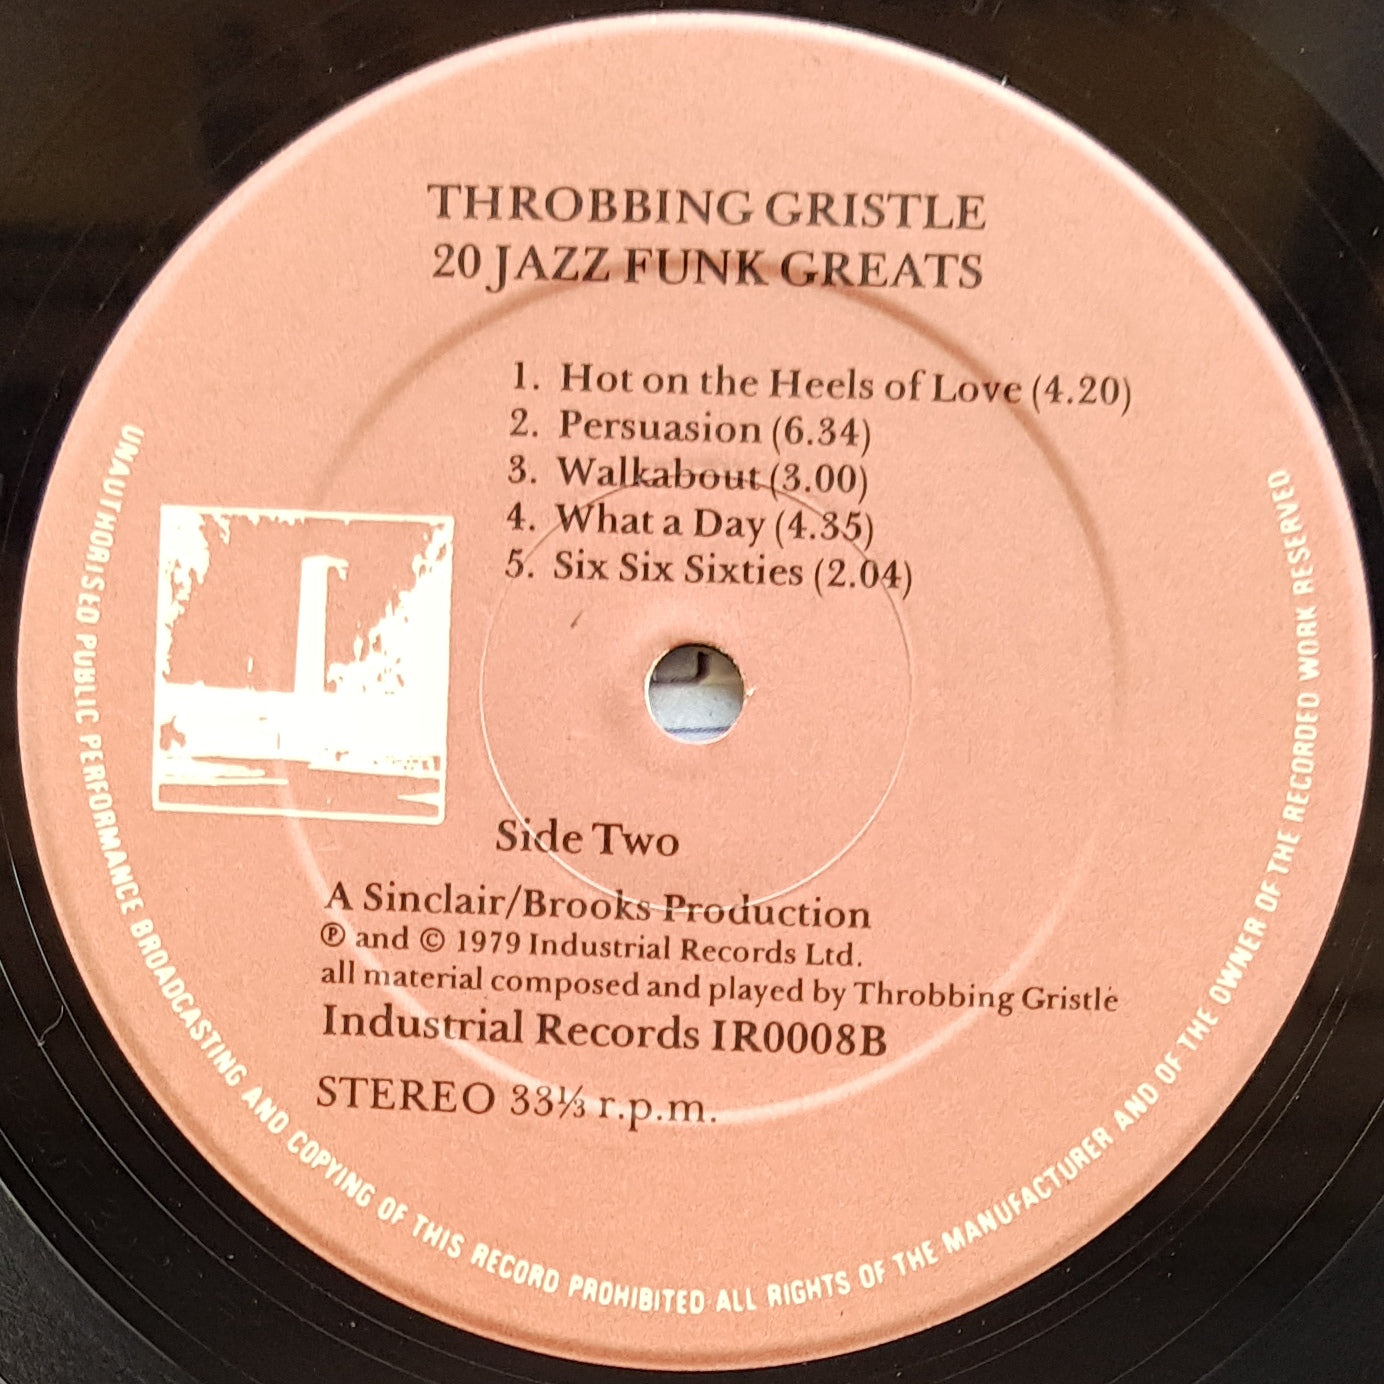 THROBBING GRISTLE
20 JAZZ FUNK GREATS
1. Hot on the Heels of Love (4.20)
2. Persuasion (6.34)
3. Walkabout (3.00)
4. What a Day (4.35)
5. Six Six Sixties (2.04)
Side Two
A Sinclair/Brooks Production
℗ and © 1979 Industrial Records Ltd.
all material composed and played by Throbbing Gristle
Industrial Records IR0008B
STEREO 33⅓ r.p.m.
UNAUTHORISED PUBLIC PERFORMANCE BROADCASTING AND COPYING OF THIS RECORD PROHIBITED ALL RIGHTS OF THE MANUFACTURER AND OF THE OWNER OF THE RECORDED WORK RESERVED